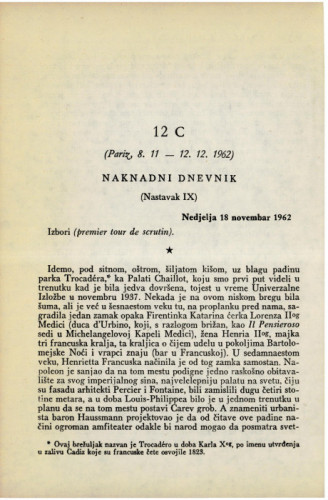 12 C
(Pariz, 8. 11 — 12. 12. 1962)
NAKNADNI DNEVNIK
(Nastavak IX)
Nedjelja 18 novembar 1962
Izbori (premier tour de scrutin).
★
Idemo, pod sitnom, oštrom, šiljatom kišom, uz blagu padinu
parka Trocadéra,* ka Palati Chaillot, koju smo prvi put videli u
trenutku kad je bila jedva dovršena, tojest u vreme Univerzalne
Izložbe u novembru 1937. Nekada je na ovom niskom bregu bila
šuma, ali je već u šesnaestom veku tu, na proplanku pred nama, sa-
gradila jedan zamak opaka Firentinka Katarina ćerka Lorenza IIog
Medici (duca d'Urbino, koji, s razlogom brižan, kao Il Pensieroso
sedi u Michelangelovoj Kapeli Medici), žena Henria IIog, majka
tri francuska kralja, ta kraljica o čijem udelu u pokoljima Bartolo-
mejske Noći i vrapci znaju (bar u Francuskoj). U sedamnaestom
veku, Henrietta Francuska načinila je od tog zamka samostan. Na-
poleon je sanjao da na tom mestu podigne jedno raskošno obitava-
lište za svog imperijalnog sina, najvelelepniju palatu na svetu, čiju
su fasadu arhitekti Percier i Fontaine, bili zamislili dugu četiri sto-
tine metara, a u doba Louis-Philippea bilo je u jednom trenutku u
planu da se na tom mestu postavi Carev grob. A znameniti urbani-
sta baron Haussmann projektovao je da od čitave ove padine na-
čini ogroman amfiteater odakle bi narod mogao da posmatra svet-
* Ovaj brežuljak nazvan je Trocadéro u doba Karla Xog, po imenu utvrđenja
u zalivu Cadiz koje su francuske čete osvojile 1823.